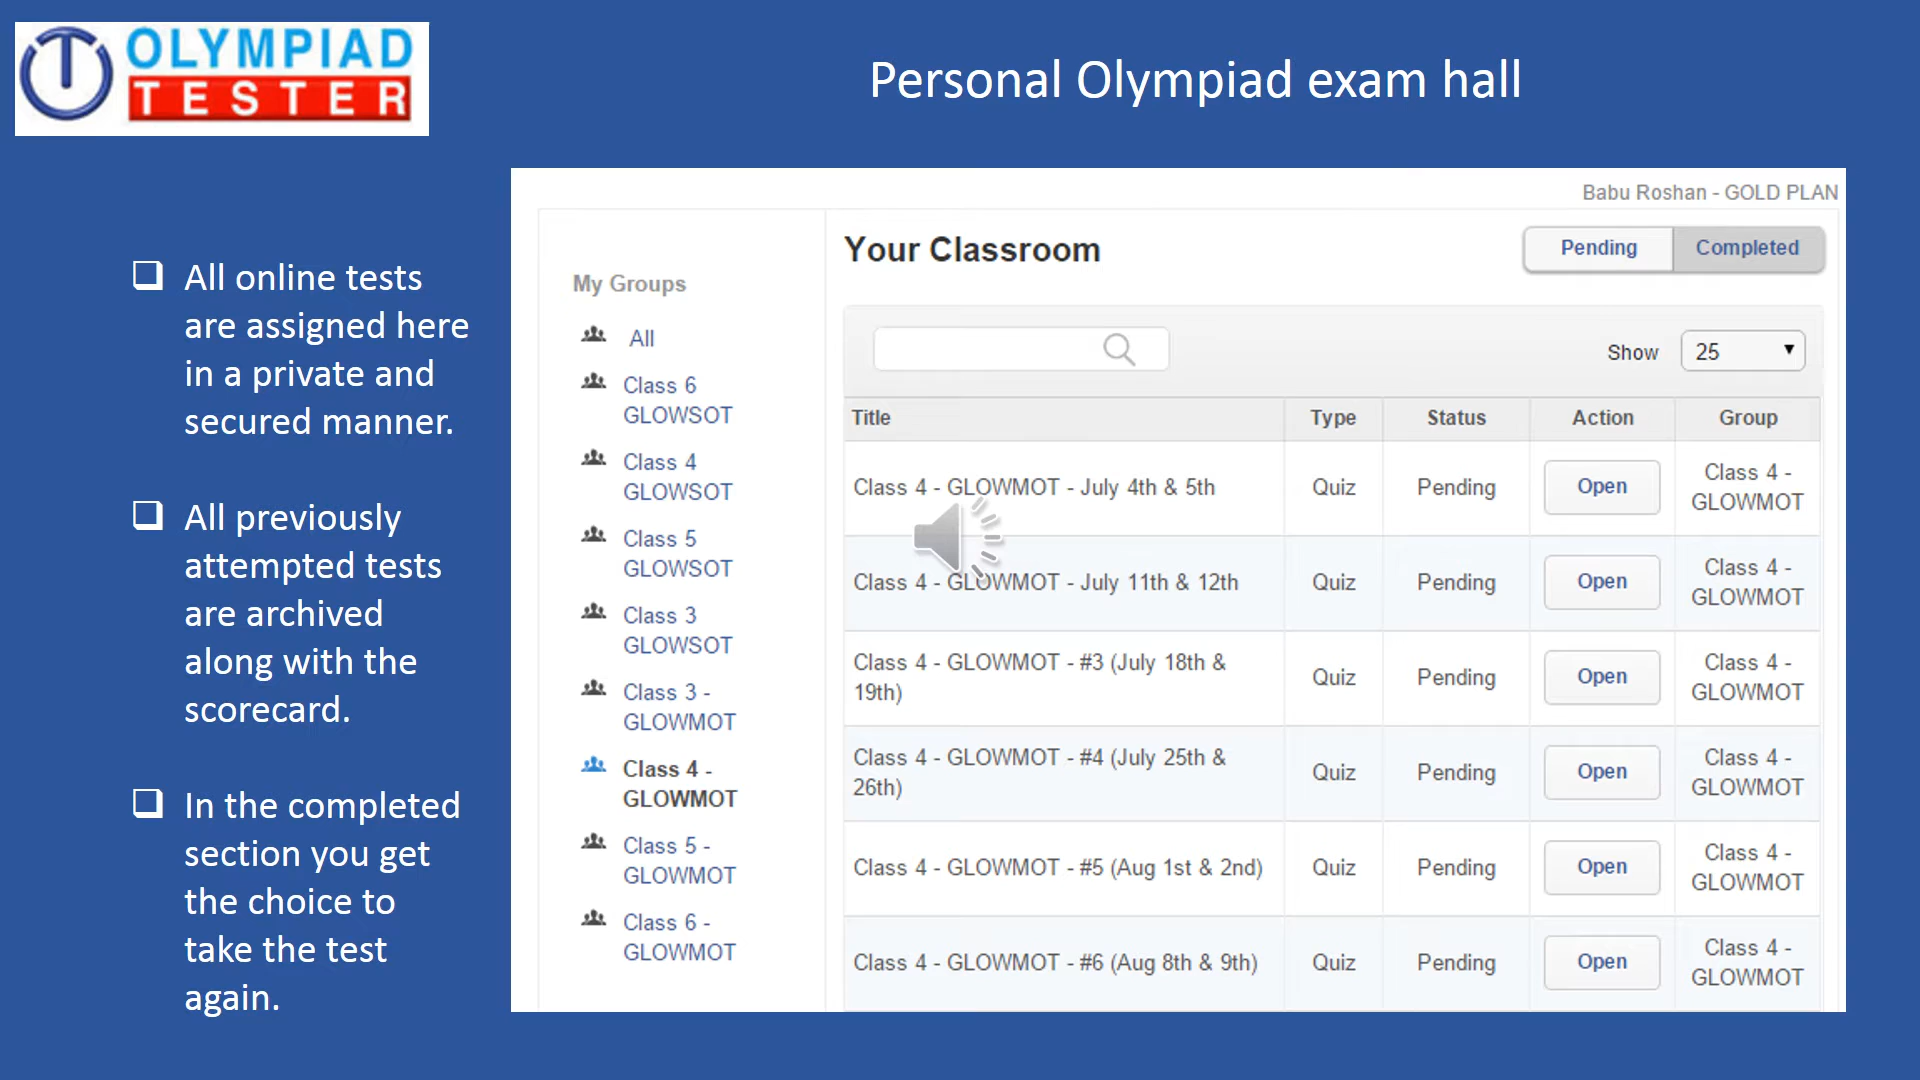 OLYMPIAD
TESTER
Personal Olympiad exam hall
All online tests
are assigned here
in a private and
secured manner.
All previously
attempted tests
are archived
along with the
scorecard.
In the completed
section you get
the choice to
take the test
again.
Babu Roshan - GOLD PLAN
My Groups
All
Class 6
GLOWSOT
Class 4
GLOWSOT
Class 5
GLOWSOT
Class 3
GLOWSOT
Class 3 -
GLOWMOT
Class 4 -
GLOWMOT
Class 5 -
GLOWMOT
Class 6 -
GLOWMOT
Your Classroom
Pending Completed
Show 25
Title Type Status Action Group
Class 4 - GLOWMOT - July 4th & 5th Quiz Pending Open Class 4 -
GLOWMOT
Class 4 - GLOWMOT - July 11th & 12th Quiz Pending Open Class 4 -
GLOWMOT
Class 4 - GLOWMOT - #3 (July 18th &
19th) Quiz Pending Open Class 4 -
GLOWMOT
Class 4 - GLOWMOT - #4 (July 25th &
26th) Quiz Pending Open Class 4 -
GLOWMOT
Class 4 - GLOWMOT - #5 (Aug 1st & 2nd) Quiz Pending Open Class 4 -
GLOWMOT
Class 4 - GLOWMOT - #6 (Aug 8th & 9th) Quiz Pending Open Class 4 -
GLOWMOT